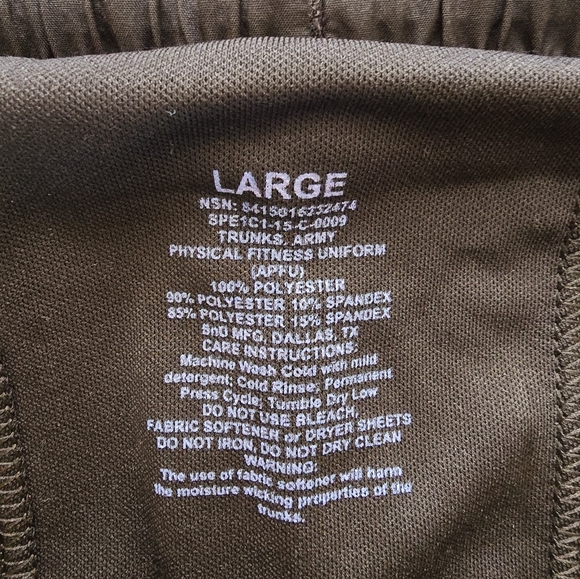 LARGE
NSN: 8415016232474
SPE1C1-15-C-0009
TRUNKS, ARMY
PHYSICAL FITNESS UNIFORM
(APFU)
100% POLYESTER
90% POLYESTER 10% SPANDEX
85% POLYESTER 15% SPANDEX
SnD MFG, DALLAS, TX
CARE INSTRUCTIONS:
Machine Wash Cold with mild
detergent; Cold Rinse; Permanent
Press Cycle; Tumble Dry Low
DO NOT USE BLEACH,
FABRIC SOFTENER or DRYER SHEETS
DO NOT IRON, DO NOT DRY CLEAN
WARNING:
The use of fabric softener will harm
the moisture wicking properties of the
trunks.